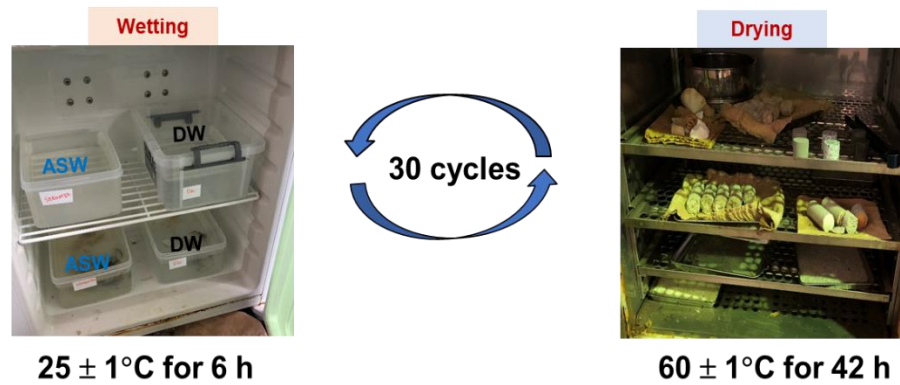 Wetting
Drying
ASW
DW
ASW
DW
30 cycles
25 ± 1°C for 6 h
60 ± 1°C for 42 h